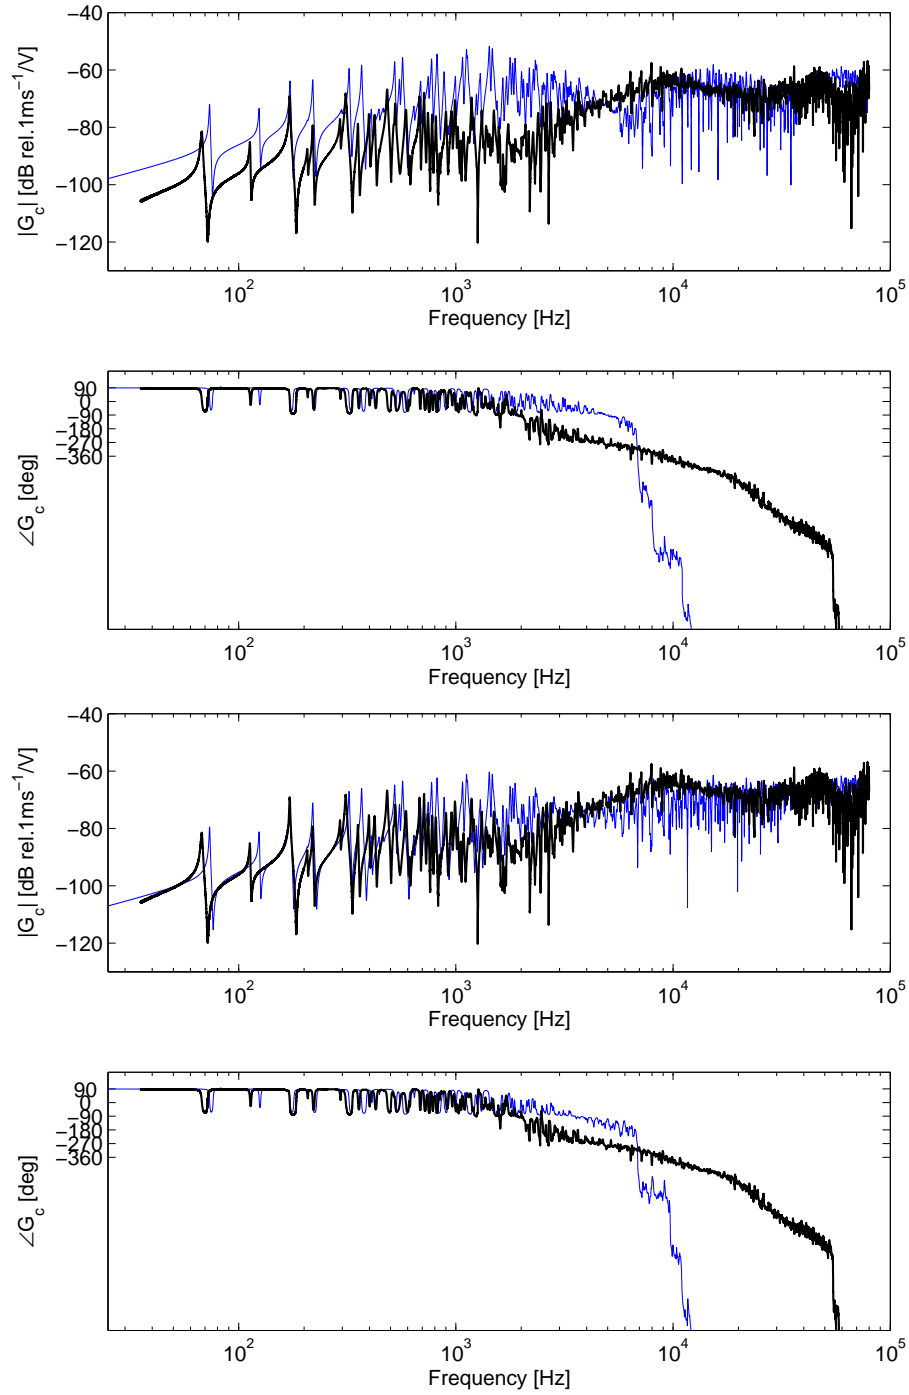 −40
−60
−80
−100
−120
|G_c| [dB rel.1ms^−1/V]
10^2 10^3 10^4 10^5
Frequency [Hz]
90
0
−90
−180
−270
−360
∠G_c [deg]
10^2 10^3 10^4 10^5
Frequency [Hz]
−40
−60
−80
−100
−120
|G_c| [dB rel.1ms^−1/V]
10^2 10^3 10^4 10^5
Frequency [Hz]
90
0
−90
−180
−270
−360
∠G_c [deg]
10^2 10^3 10^4 10^5
Frequency [Hz]